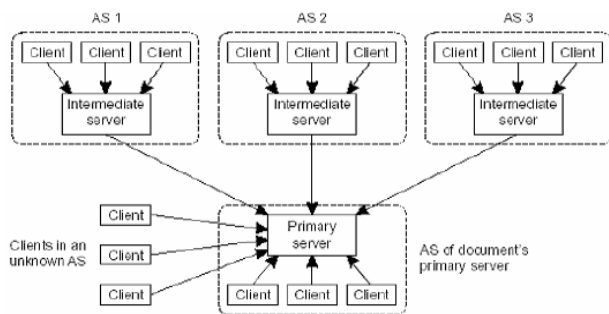 AS 1
AS 2
AS 3
Client Client Client
Client Client Client
Client Client Client
Intermediate
server
Intermediate
server
Intermediate
server
Client
Client
Client
Clients in an
unknown AS
Primary
server
Client Client Client
AS of document's
primary server